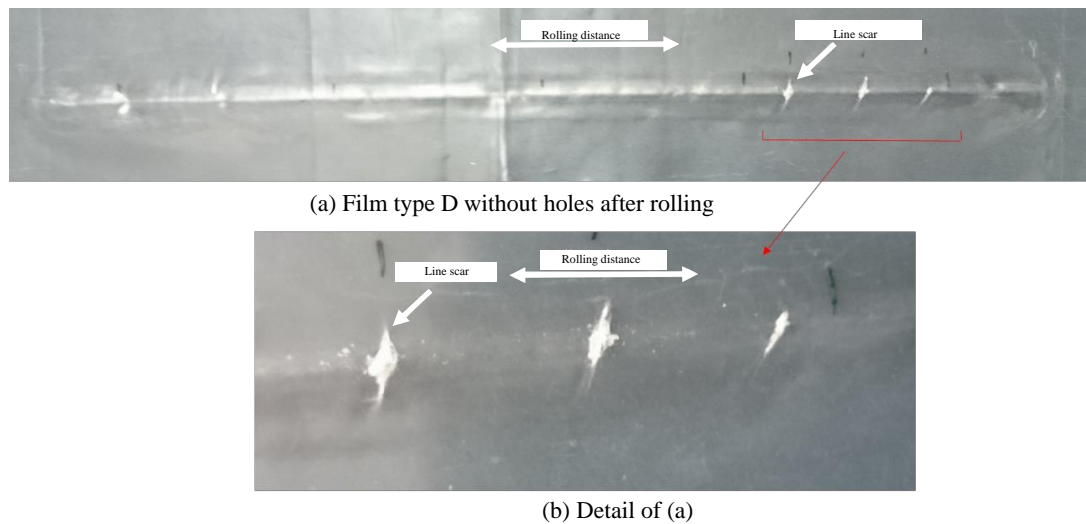 Rolling distance
Line scar
(a) Film type D without holes after rolling
Line scar
Rolling distance
(b) Detail of (a)